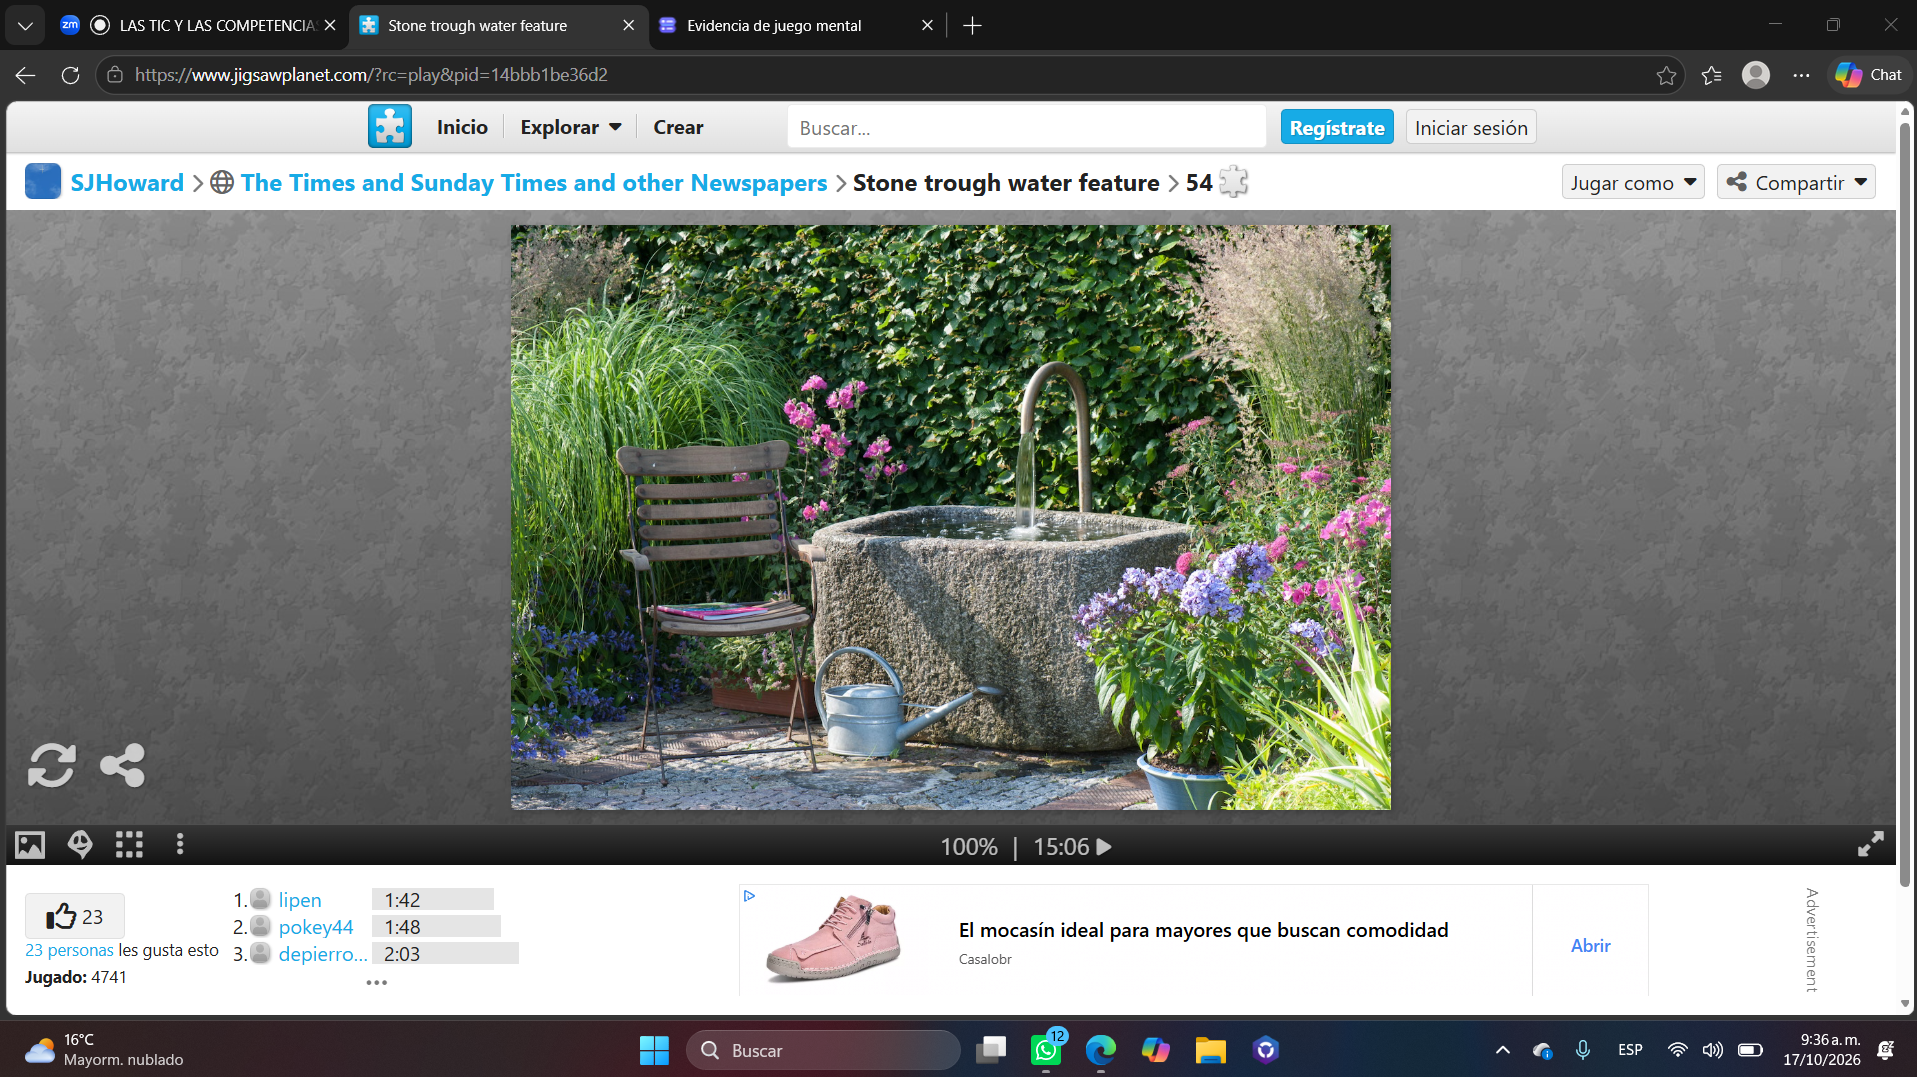 zm
LAS TIC Y LAS COMPETENCIA
Stone trough water feature
Evidencia de juego mental
https://www.jigsawplanet.com/?rc=play&pid=14bbb1be36d2
Chat
Inicio
Explorar
Crear
Buscar...
Regístrate
Iniciar sesión
SJHoward
The Times and Sunday Times and other Newspapers
Stone trough water feature
54
Jugar como
Compartir
100% | 15:06
23
23 personas les gusta esto
Jugado: 4741
1. lipen 1:42
2. pokey44 1:48
3. depierro... 2:03
El mocasín ideal para mayores que buscan comodidad
Casalobr
Abrir
Advertisement
16°C
Mayorm. nublado
Buscar
12
ESP
9:36 a. m.
17/10/2026